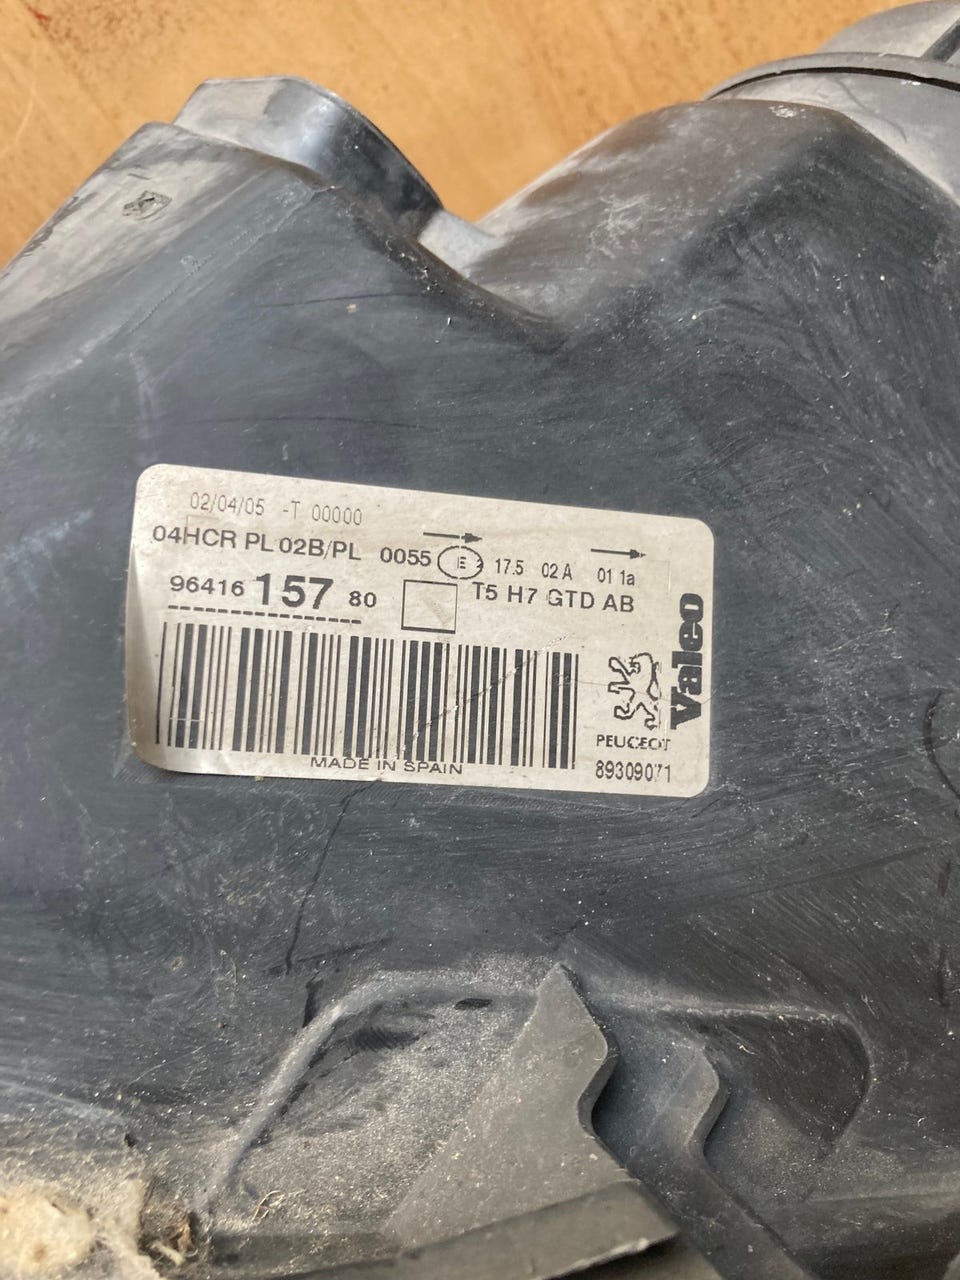 02/04/05 -T 00000
04HCR PL 02B/PL 0055 E2 17.5 02 A 01 1a
96416 157 80 T5 H7 GTD AB
Valeo
PEUGEOT
MADE IN SPAIN
89309071